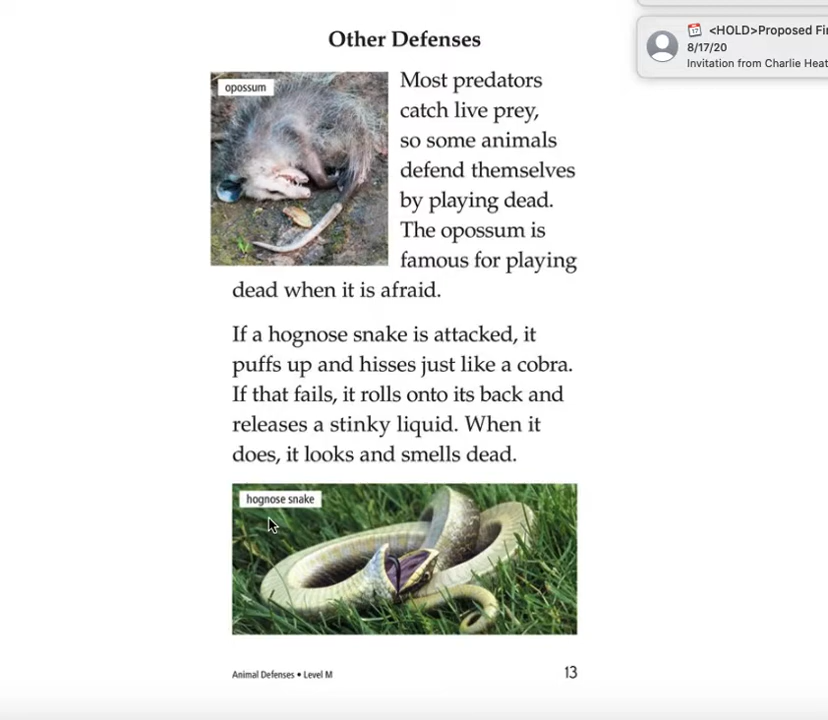 Other Defenses
opossum
Most predators
catch live prey,
so some animals
defend themselves
by playing dead.
The opossum is
famous for playing
dead when it is afraid.
If a hognose snake is attacked, it
puffs up and hisses just like a cobra.
If that fails, it rolls onto its back and
releases a stinky liquid. When it
does, it looks and smells dead.
hognose snake
Animal Defenses • Level M
13
17
<HOLD>Proposed
8/17/20
Invitation from Charlie